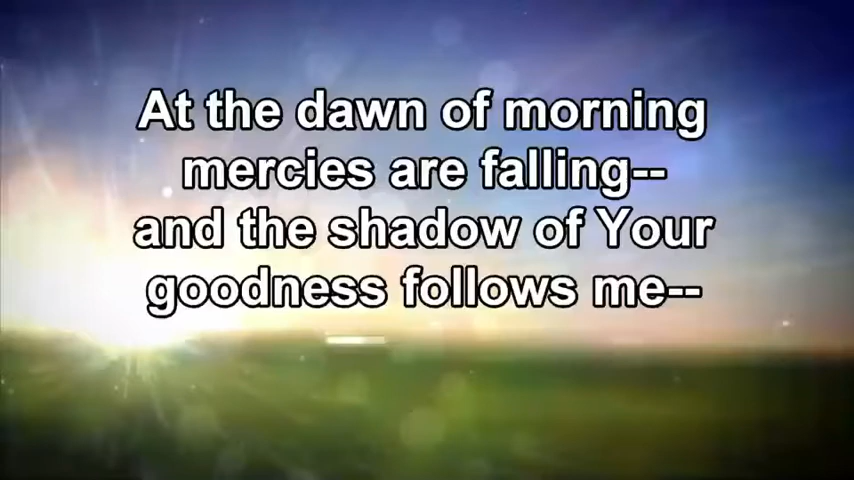 At the dawn of morning
mercies are falling--
and the shadow of Your
goodness follows me--